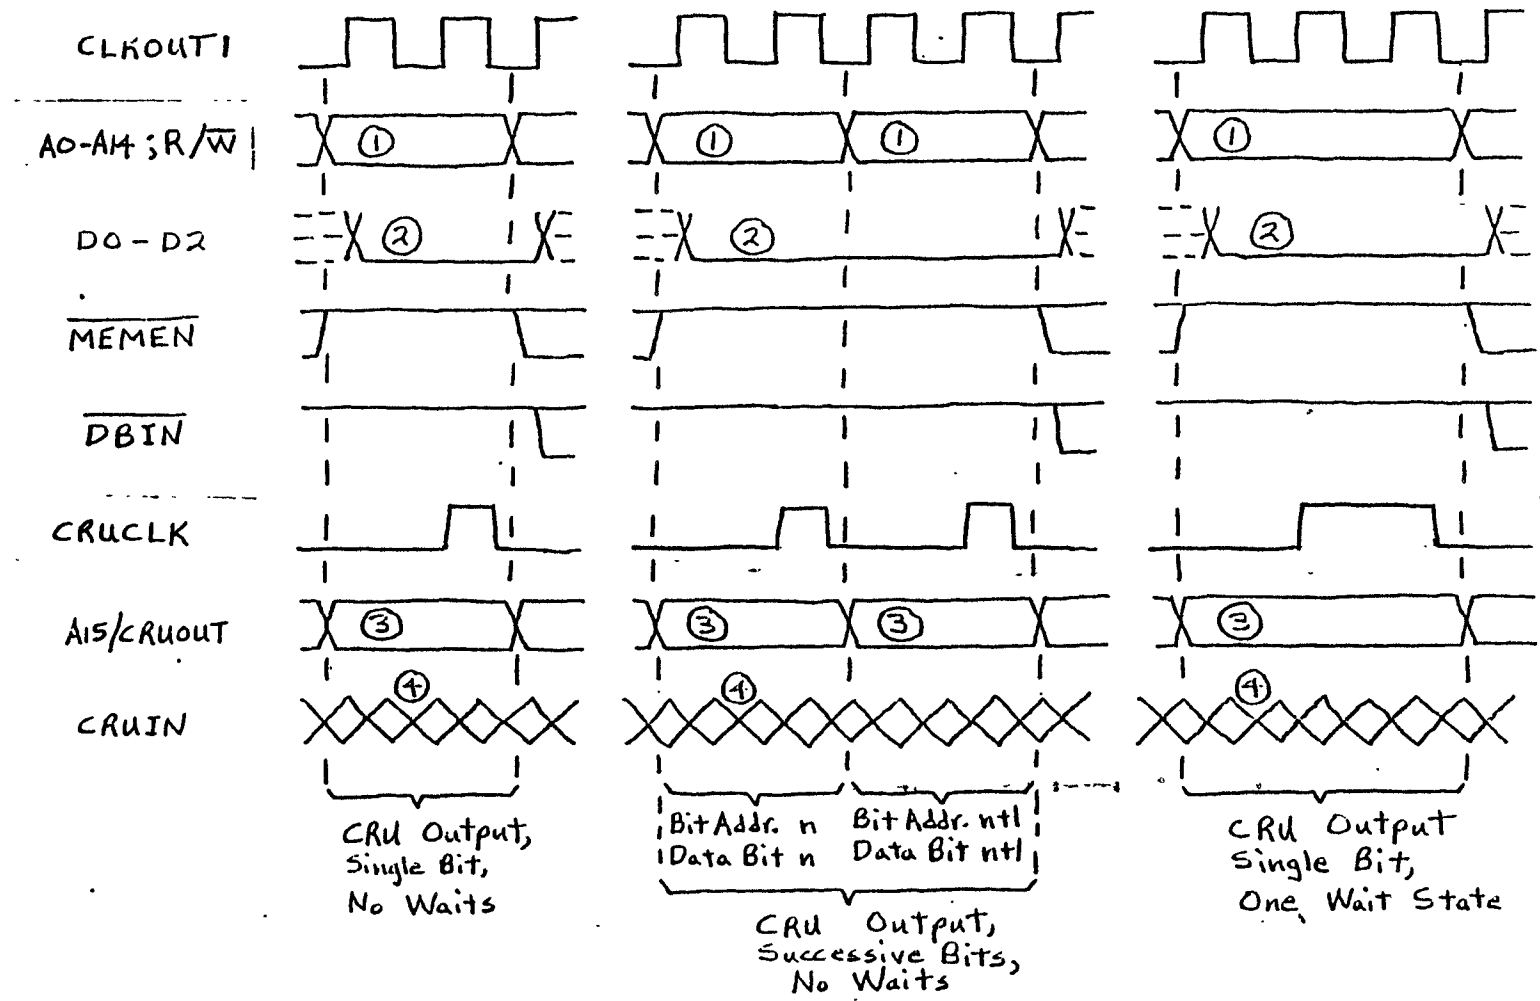 CLKOUT1
A0-A14; R/W̅
① ① ① ①
D0-D2
② ② ②
M̅E̅M̅E̅N̅
D̅B̅I̅N̅
CRUCLK
A15/CRUOUT
③ ③ ③ ③
④ ④ ④
CRUIN
CRU Output,
Single Bit,
No Waits
Bit Addr. n
Data Bit n
Bit Addr. n+1
Data Bit n+1
CRU Output,
Successive Bits,
No Waits
CRU Output
Single Bit,
One Wait State